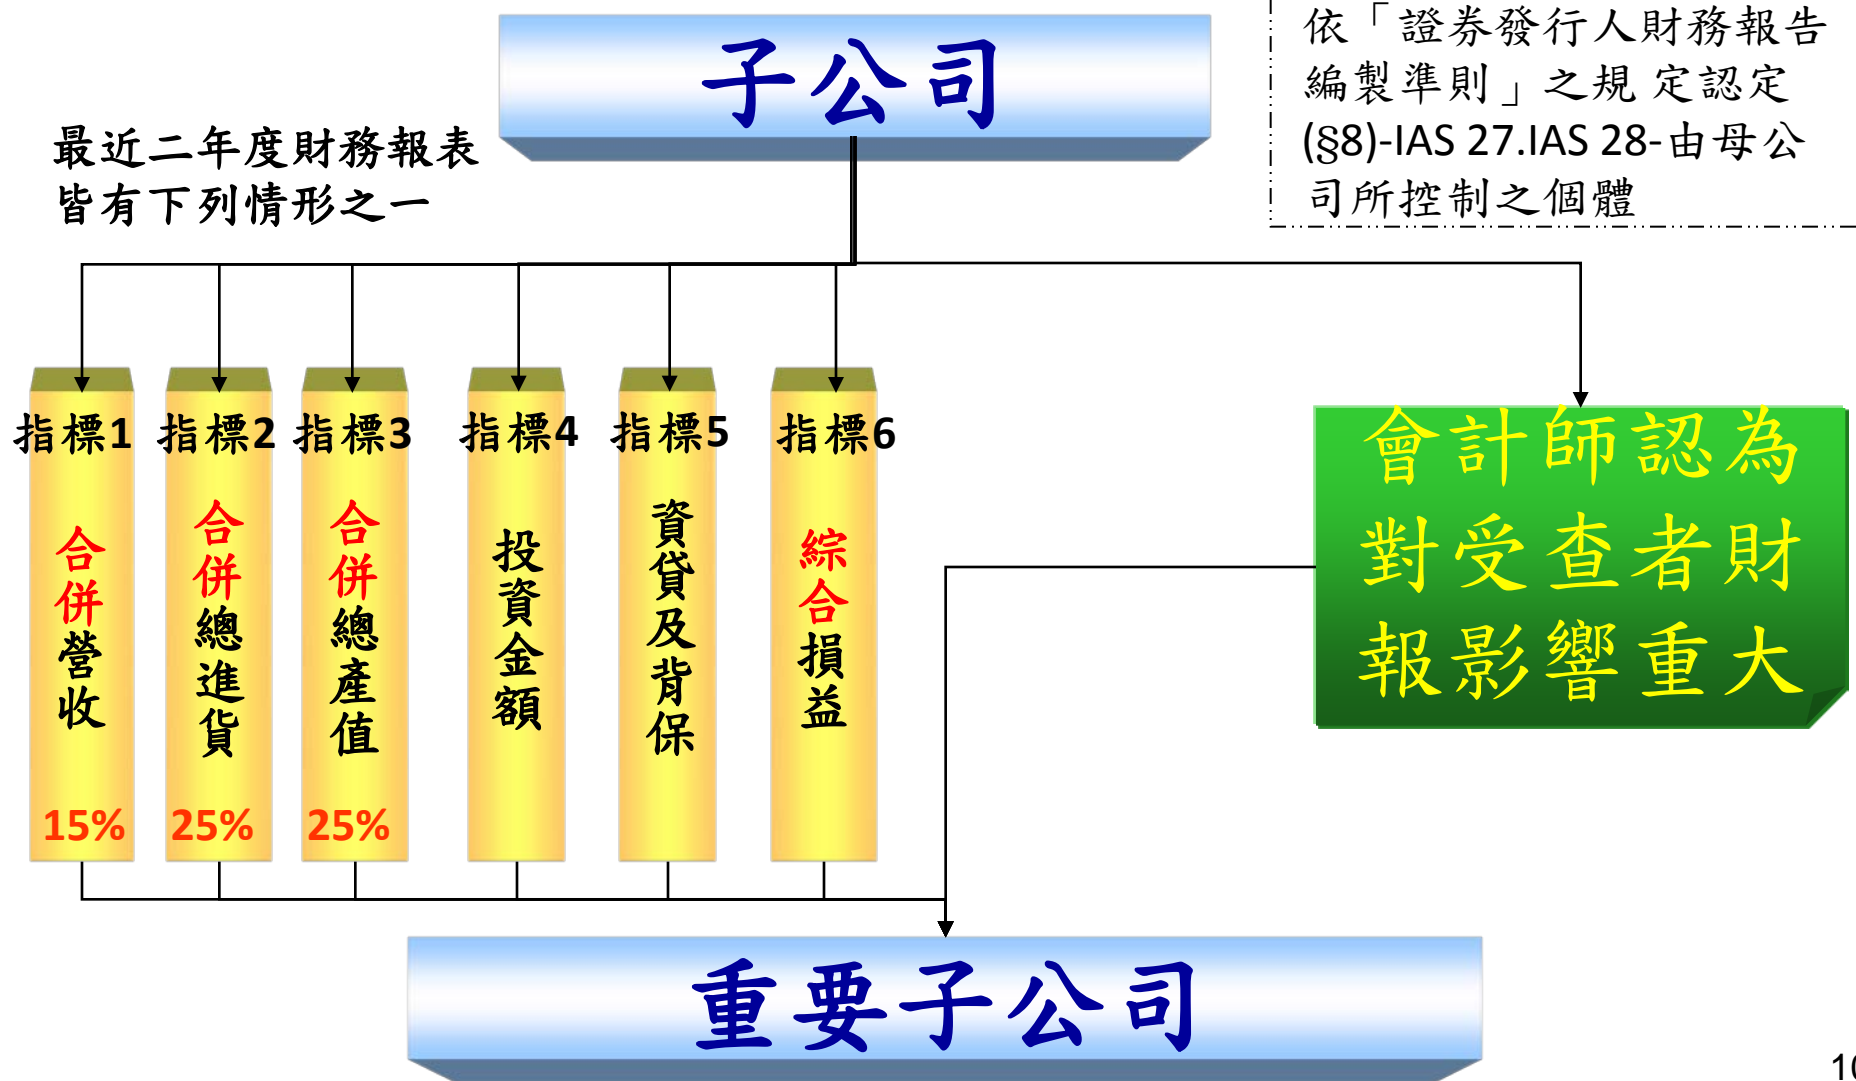 子公司
依「證券發行人財務報告
編製準則」之規 定認定
(§8)-IAS 27.IAS 28-由母公
司所控制之個體
最近二年度財務報表
皆有下列情形之一
指標1
合併營收
15%
指標2
合併總進貨
25%
指標3
合併總產值
25%
指標4
投資金額
指標5
資貸及背保
指標6
綜合損益
會計師認為
對受查者財
報影響重大
重要子公司